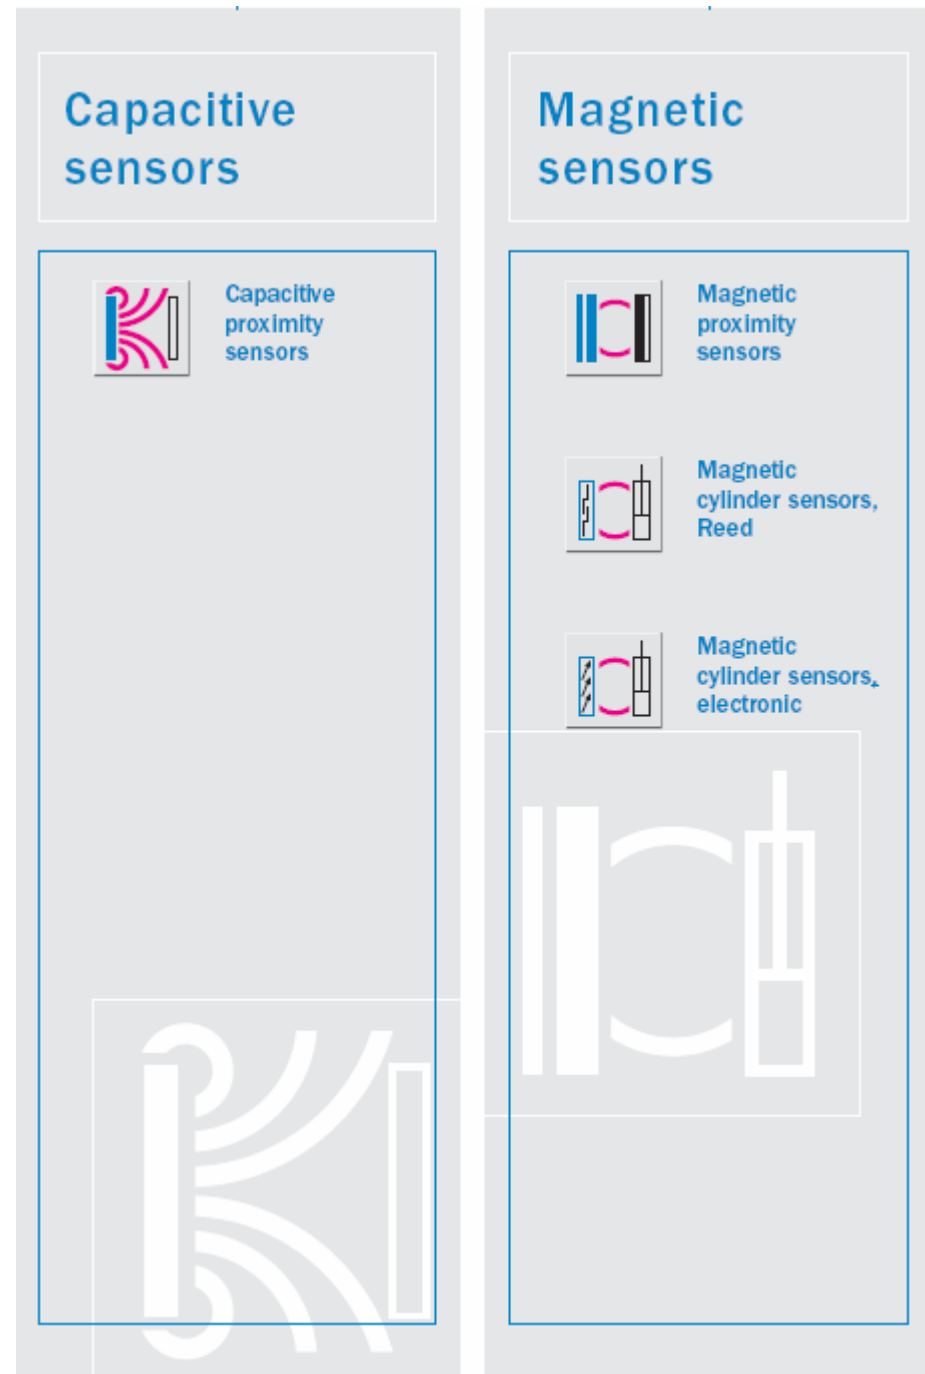 Capacitive
sensors
Capacitive
proximity
sensors
Magnetic
sensors
Magnetic
proximity
sensors
Magnetic
cylinder sensors,
Reed
Magnetic
cylinder sensors,
electronic